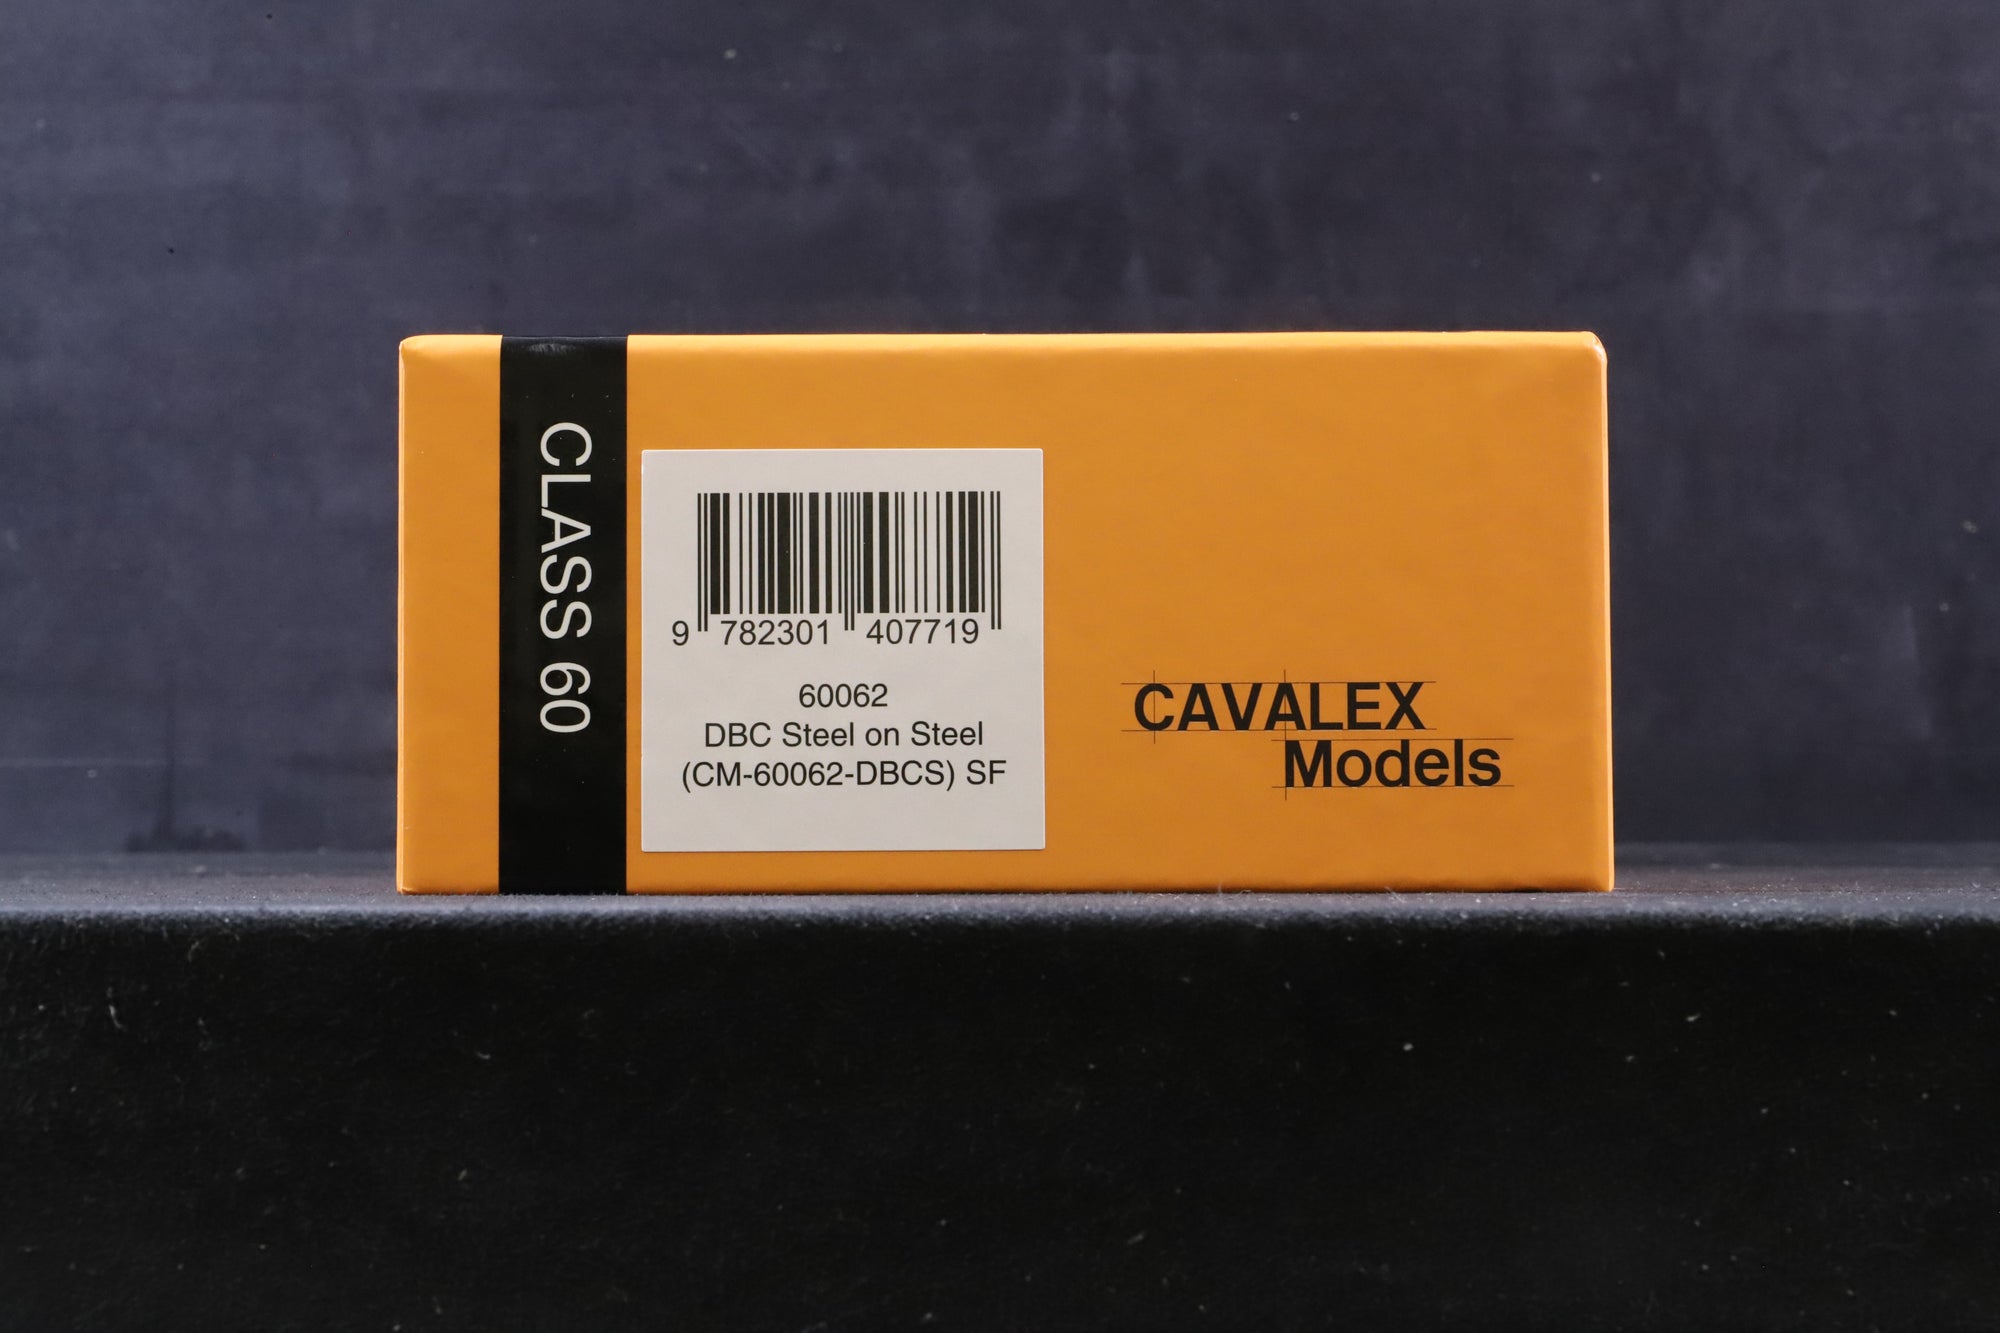 CLASS 60
9 782301 407719
60062
DBC Steel on Steel
(CM-60062-DBCS) SF
CAVALEX
Models